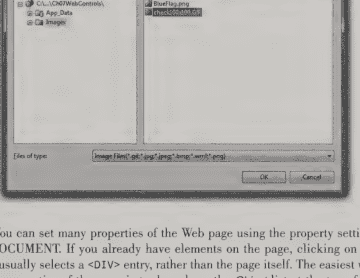 C:\...\Ch07WebControls\
App_Data
Images
BlueFlag.png
Files of type:
Image Files(*.gif;*.jpg;*.jpeg;*.bmp;*.wmf;*.png)
OK
Cancel
ou can set many properties of the Web page using the property setti
OCUMENT. If you already have elements on the page, clicking on
usually selects a <DIV> entry, rather than the page itself. The easiest